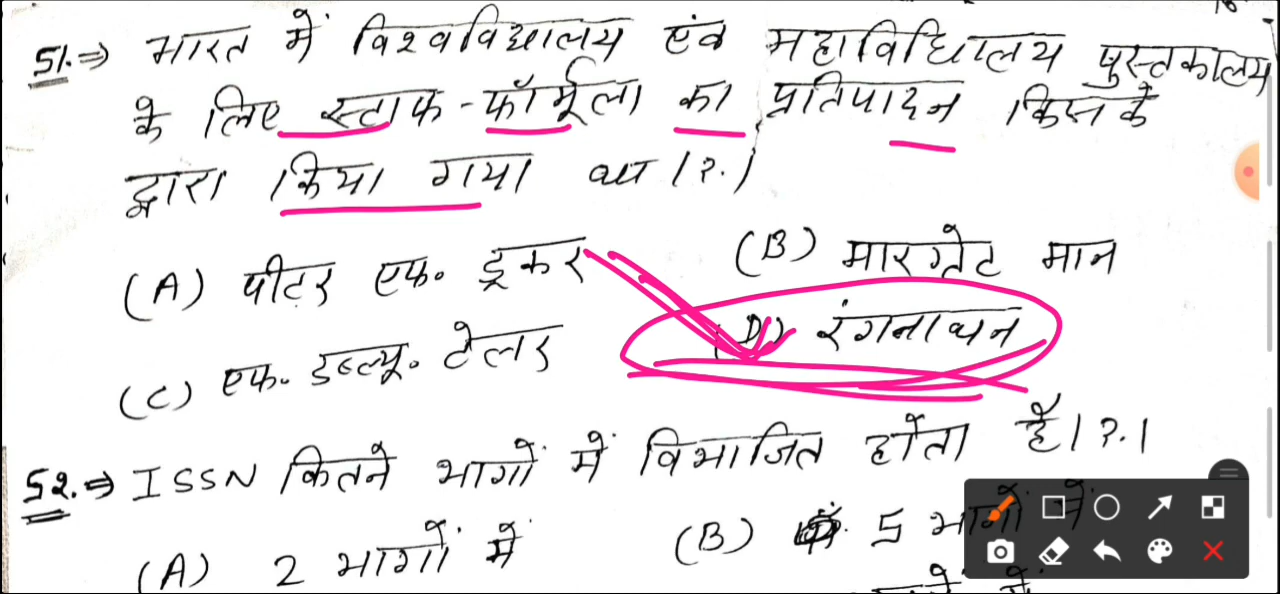 51.⇒ भारत में विश्वविद्यालय एंव महाविधालय पुस्तकालय
के लिए स्टाफ - फॉर्मूला का प्रतिपादन किसके
द्वारा किया गया था।?.।
(A) पीटर एफ. ड्रकर (B) मारग्रेट मान
(C) एफ. डब्ल्यू. टेलर (D) रंगनाथन
52.⇒ ISSN कितने भागों में विभाजित होता है।?.।
(A) 2 भागों में (B) 5 भागों में